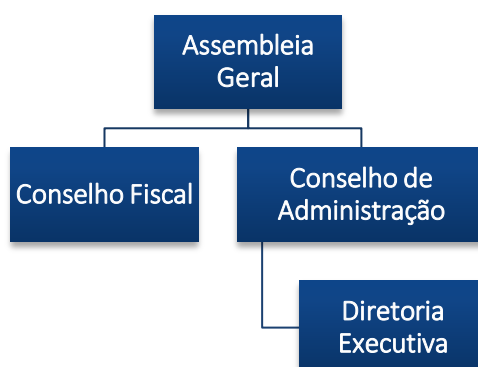 Assembleia
Geral
Conselho Fiscal
Conselho de
Administração
Diretoria
Executiva